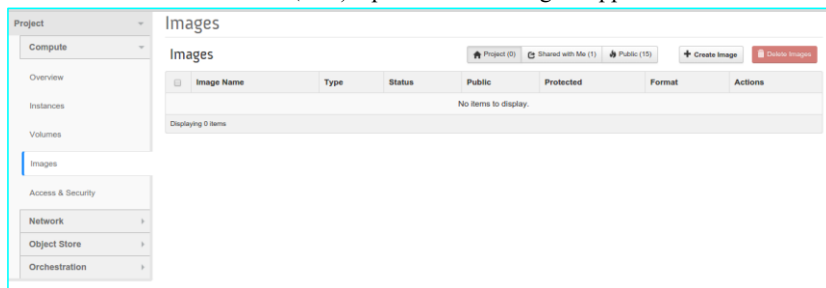 Project
Compute
Overview
Instances
Volumes
Images
Access & Security
Network
Object Store
Orchestration
Images
Images
Project (0) Shared with Me (1) Public (15) Create Image Delete Images
Image Name Type Status Public Protected Format Actions
No items to display.
Displaying 0 items